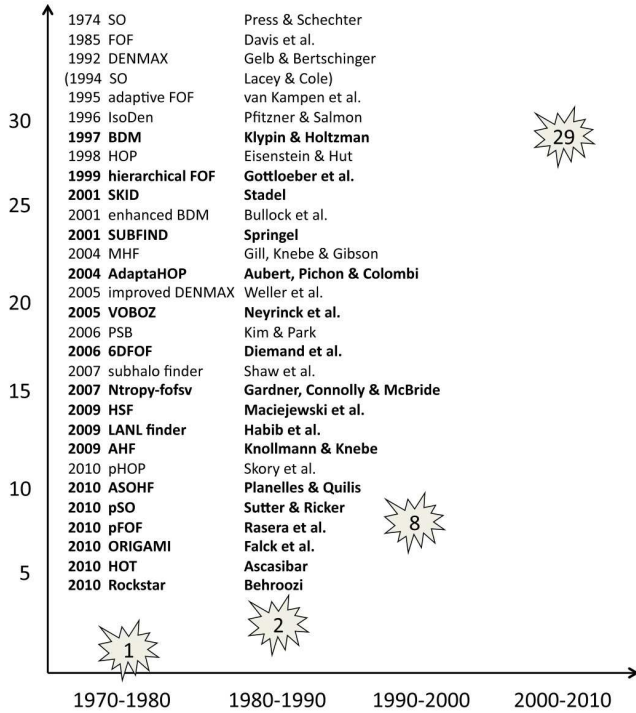 1974 SO Press & Schechter
1985 FOF Davis et al.
1992 DENMAX Gelb & Bertschinger
(1994 SO Lacey & Cole)
1995 adaptive FOF van Kampen et al.
1996 IsoDen Pfitzner & Salmon
1997 BDM Klypin & Holtzman
1998 HOP Eisenstein & Hut
1999 hierarchical FOF Gottloeber et al.
2001 SKID Stadel
2001 enhanced BDM Bullock et al.
2001 SUBFIND Springel
2004 MHF Gill, Knebe & Gibson
2004 AdaptaHOP Aubert, Pichon & Colombi
2005 improved DENMAX Weller et al.
2005 VOBOZ Neyrinck et al.
2006 PSB Kim & Park
2006 6DFOF Diemand et al.
2007 subhalo finder Shaw et al.
2007 Ntropy-fofsv Gardner, Connolly & McBride
2009 HSF Maciejewski et al.
2009 LANL finder Habib et al.
2009 AHF Knollmann & Knebe
2010 pHOP Skory et al.
2010 ASOHF Planelles & Quilis
2010 pSO Sutter & Ricker
2010 pFOF Rasera et al.
2010 ORIGAMI Falck et al.
2010 HOT Ascasibar
2010 Rockstar Behroozi
30
25
20
15
10
5
1
2
8
29
1970-1980 1980-1990 1990-2000 2000-2010